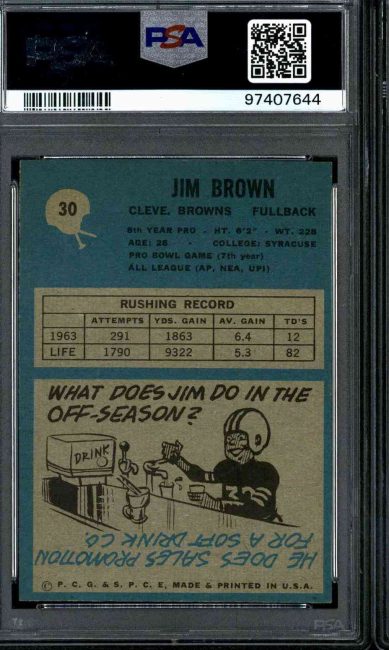 PSA
97407644
30
JIM BROWN
CLEVE. BROWNS FULLBACK
8th YEAR PRO · HT. 6'2" · WT. 228
AGE: 28 · COLLEGE: SYRACUSE
PRO BOWL GAME (7th year)
ALL LEAGUE (AP, NEA, UPI)
RUSHING RECORD
ATTEMPTS YDS. GAIN AV. GAIN TD'S
1963 291 1863 6.4 12
LIFE 1790 9322 5.3 82
WHAT DOES JIM DO IN THE
OFF-SEASON?
DRINK
HE DOES SALES PROMOTION
FOR A SOFT DRINK CO.
© P. C. G. & S. P. C. E, MADE & PRINTED IN U.S.A.
PSA